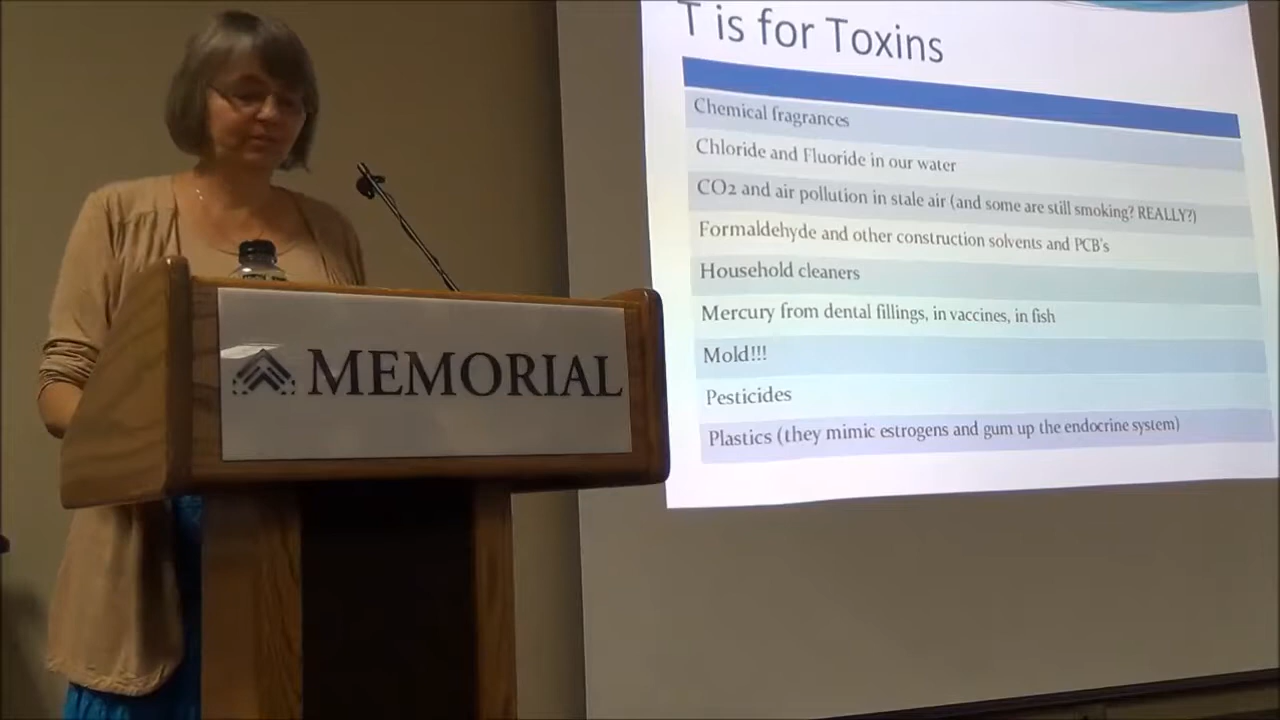 T is for Toxins
Chemical fragrances
Chloride and Fluoride in our water
CO2 and air pollution in stale air (and some are still smoking? REALLY?)
Formaldehyde and other construction solvents and PCB's
Household cleaners
Mercury from dental fillings, in vaccines, in fish
Mold!!!
Pesticides
Plastics (they mimic estrogens and gum up the endocrine system)
MEMORIAL